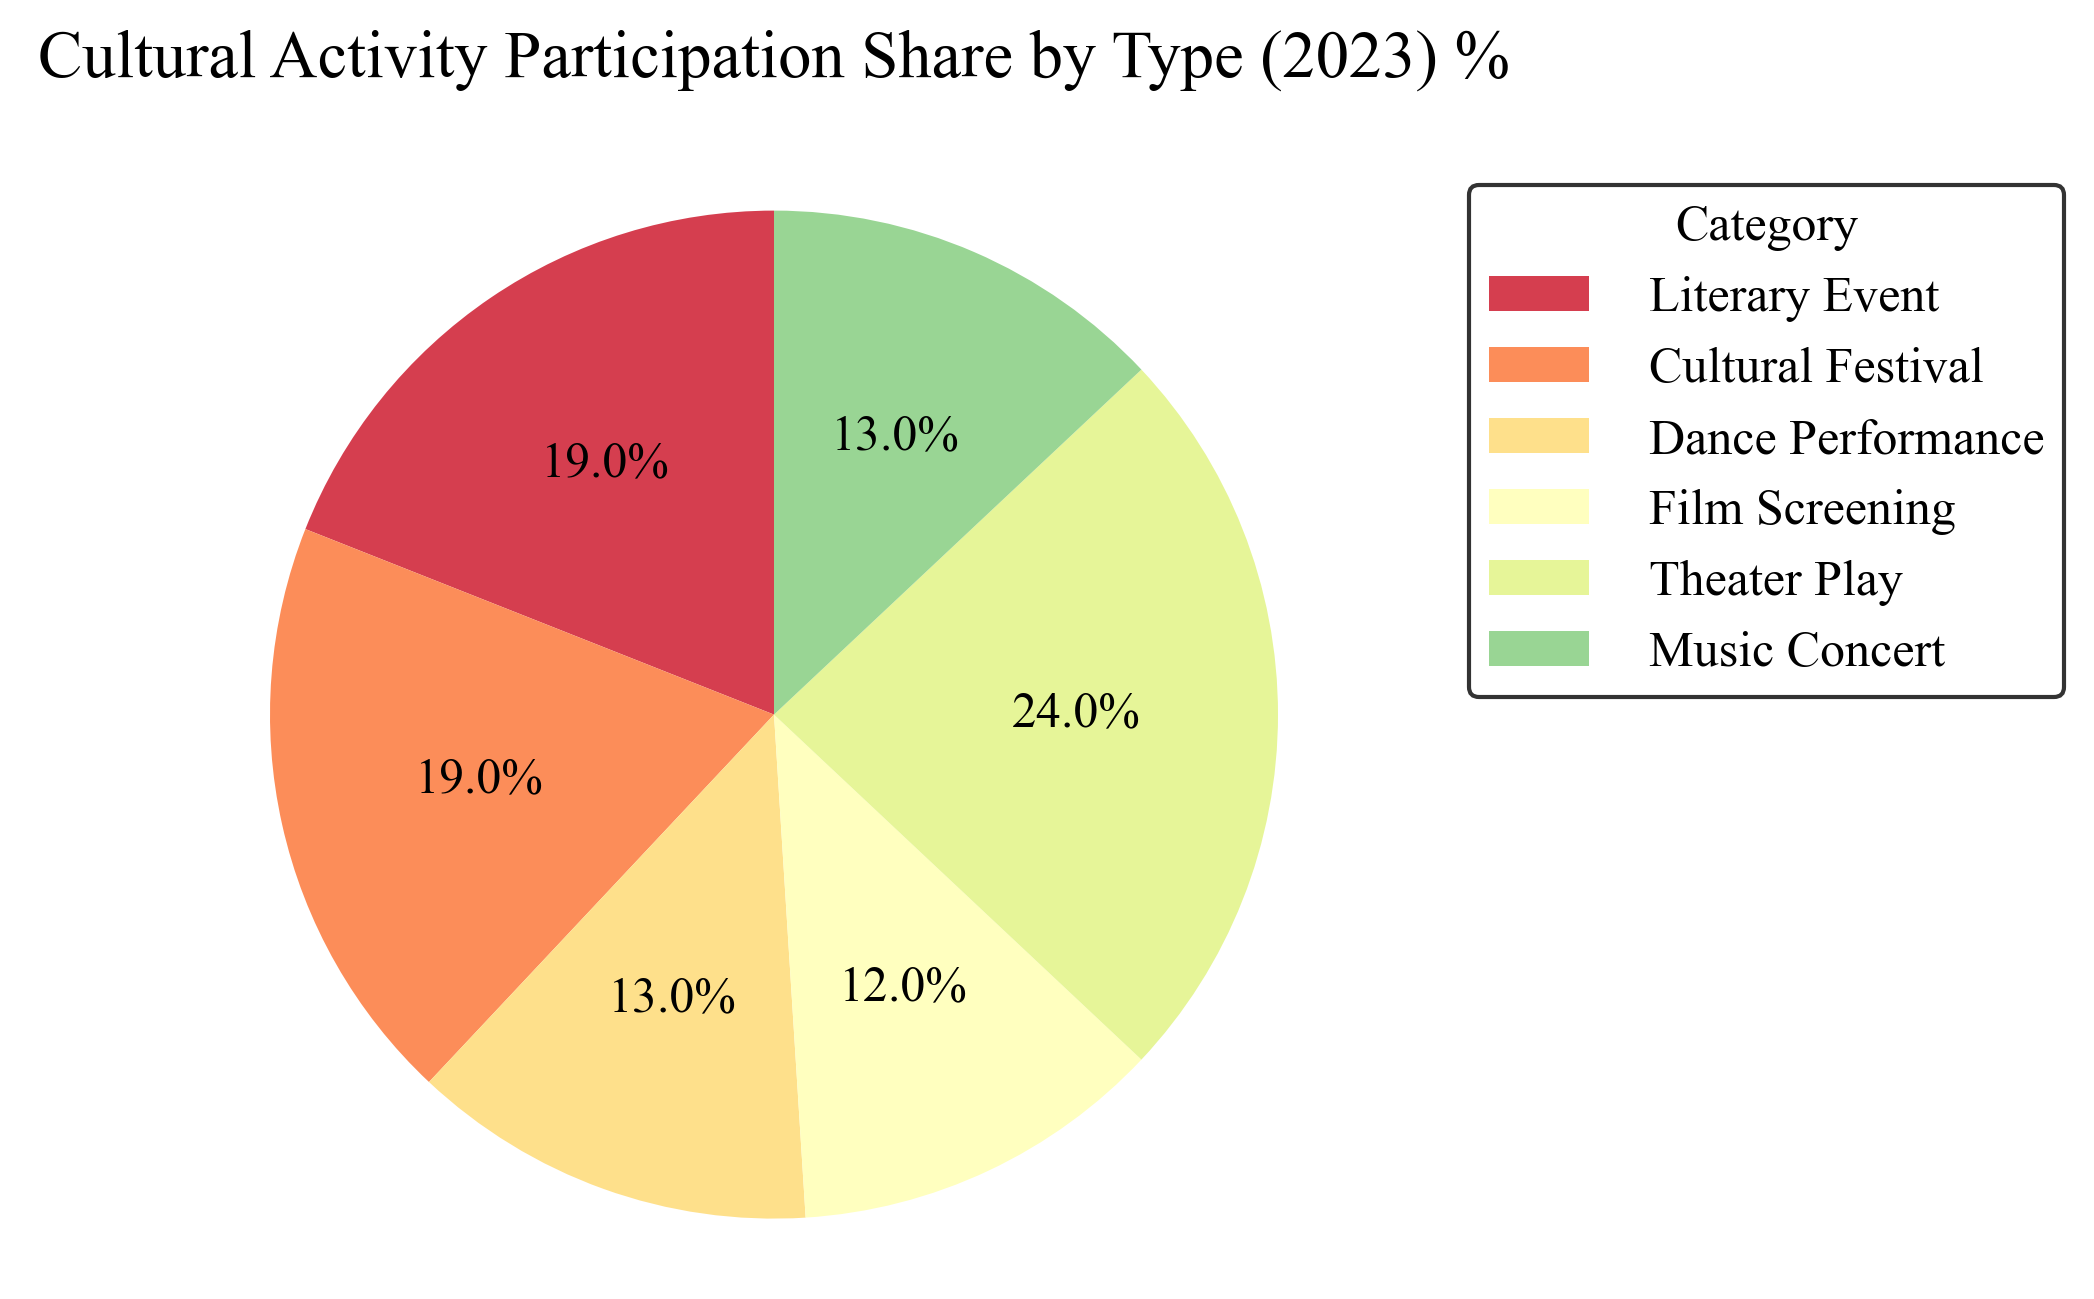 Cultural Activity Participation Share by Type (2023) %
Category
Literary Event
Cultural Festival
Dance Performance
Film Screening
Theater Play
Music Concert
13.0%
19.0%
24.0%
19.0%
12.0%
13.0%